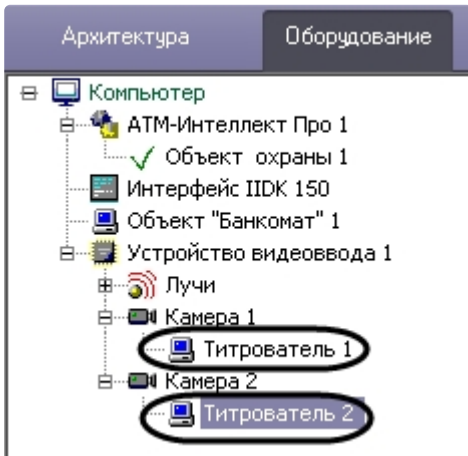 Архитектура Оборудование
Компьютер
АТМ-Интеллект Про 1
Объект охраны 1
Интерфейс IIDK 150
Объект "Банкомат" 1
Устройство видеоввода 1
Лучи
Камера 1
Титрователь 1
Камера 2
Титрователь 2